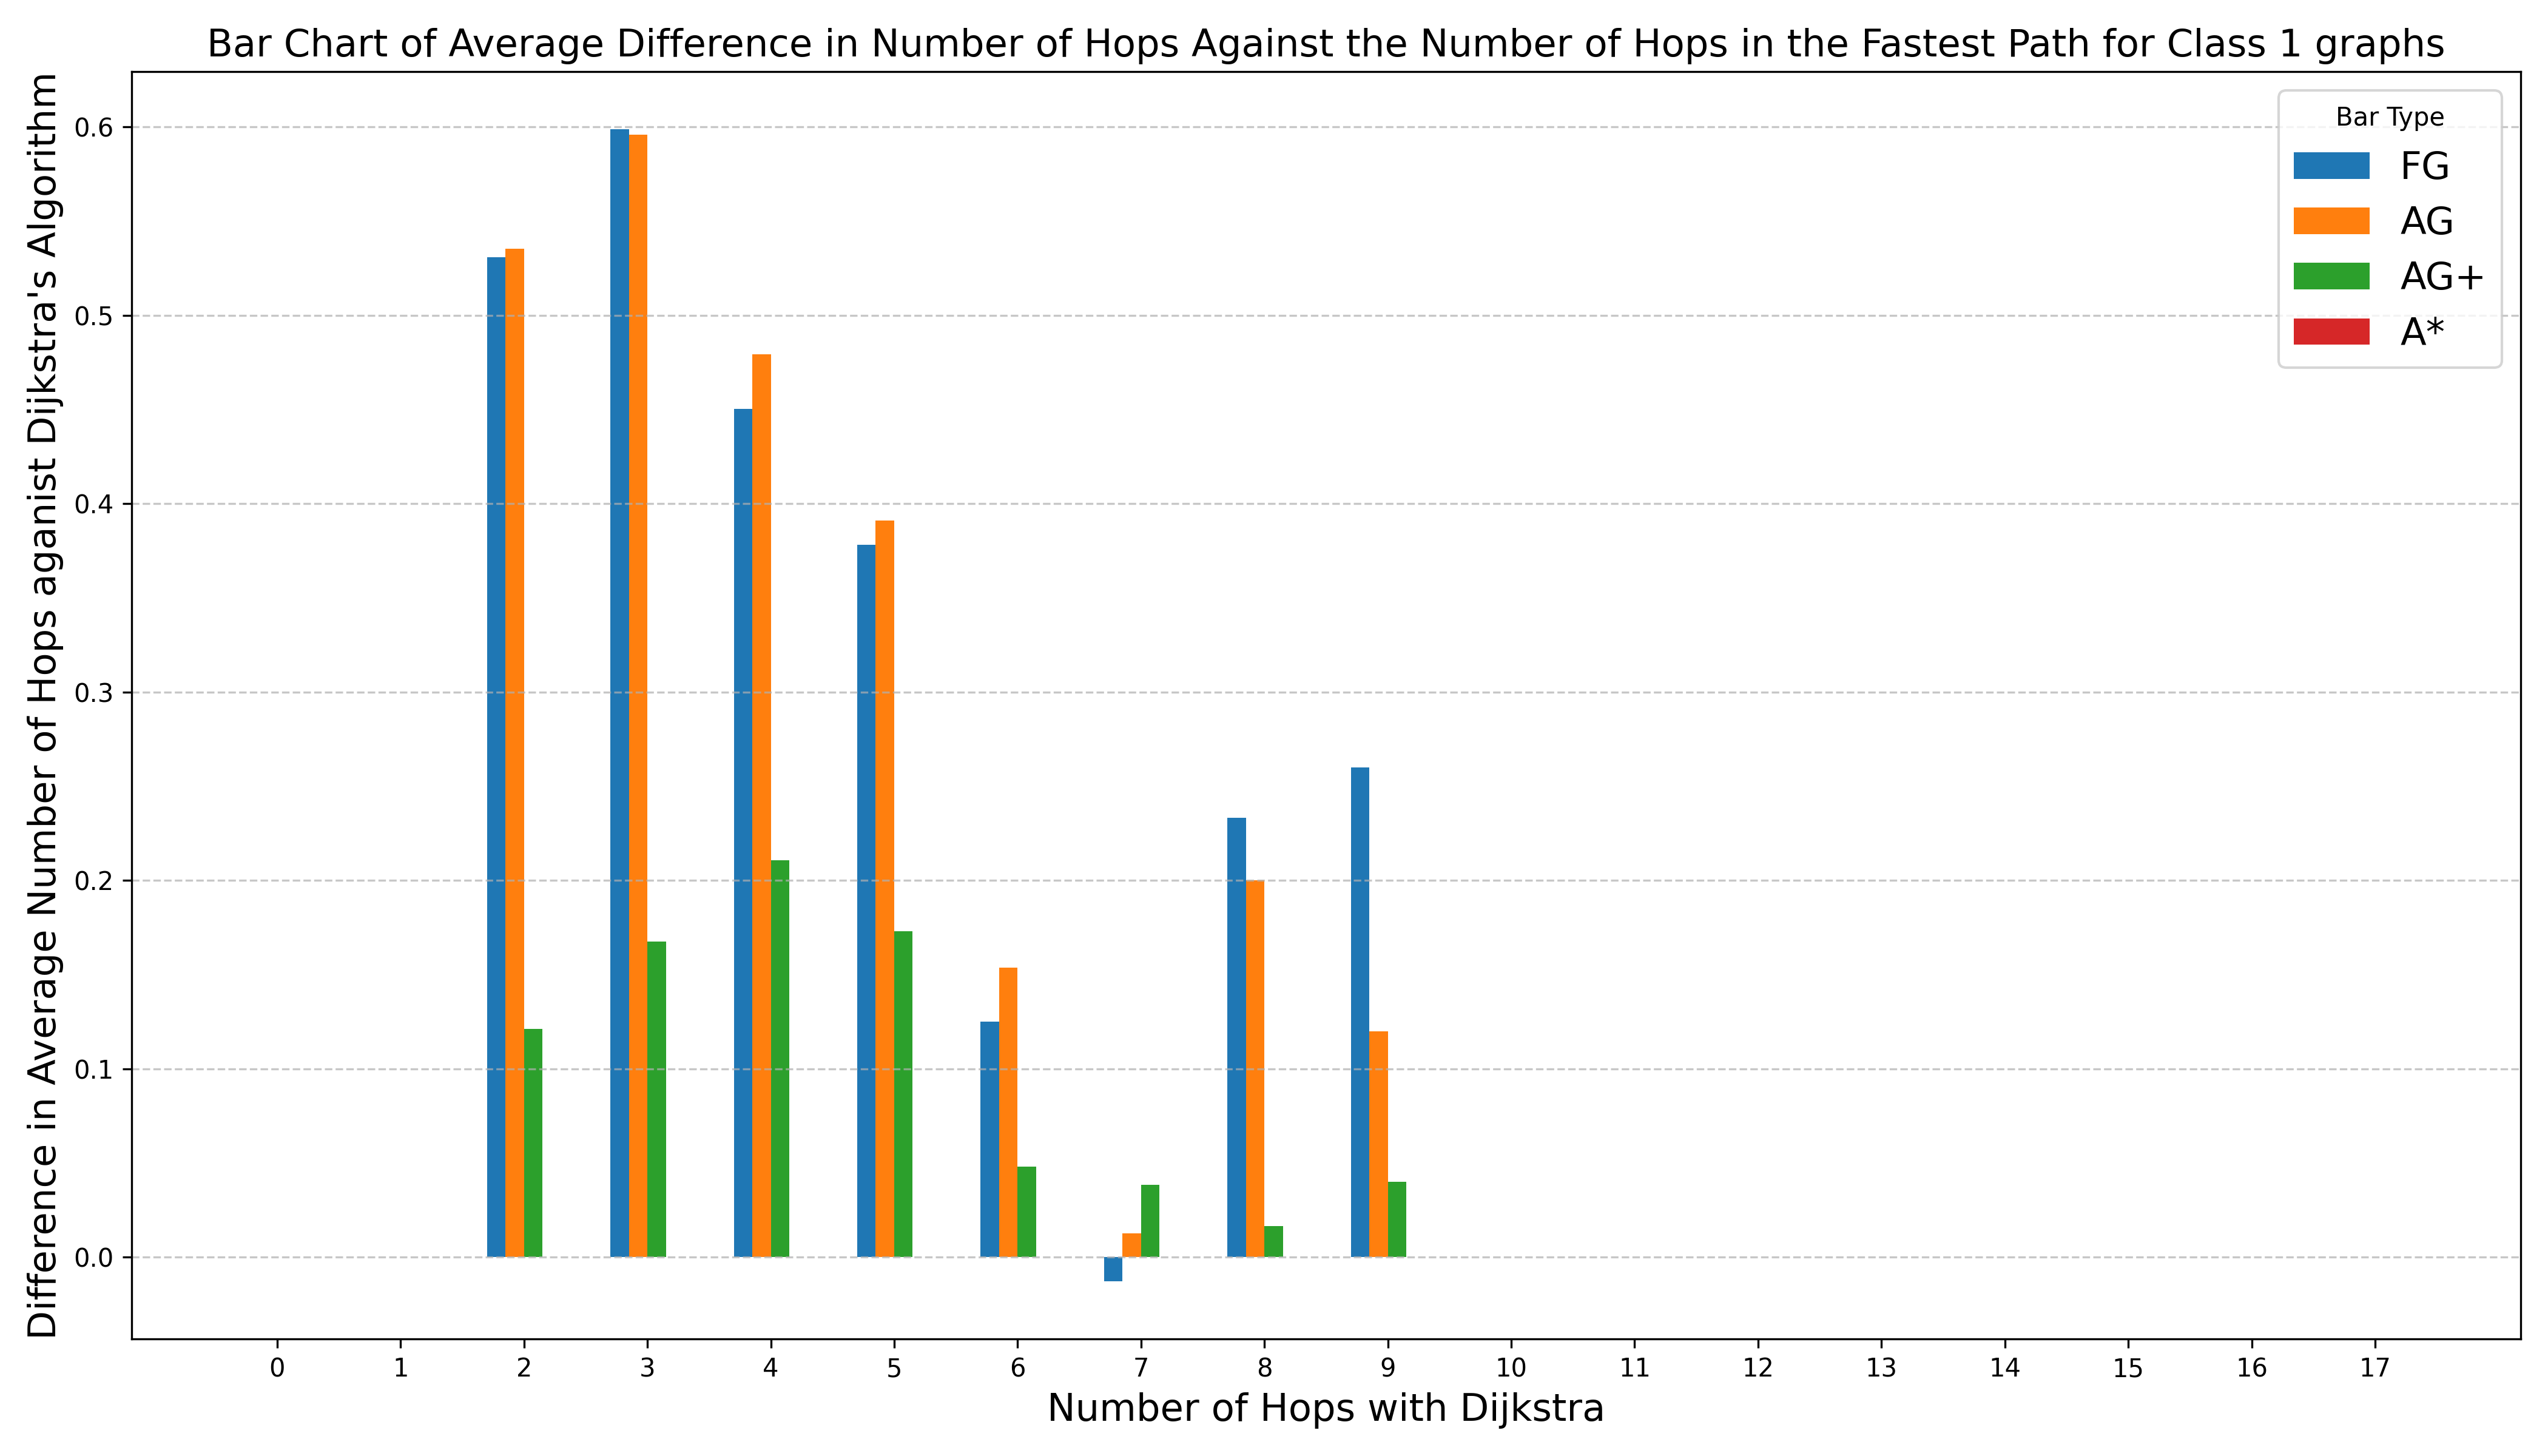 Bar Chart of Average Difference in Number of Hops Against the Number of Hops in the Fastest Path for Class 1 graphs
Difference in Average Number of Hops aganist Dijkstra's Algorithm
0.6
0.5
0.4
0.3
0.2
0.1
0.0
Bar Type
FG
AG
AG+
A*
0 1 2 3 4 5 6 7 8 9 10 11 12 13 14 15 16 17
Number of Hops with Dijkstra